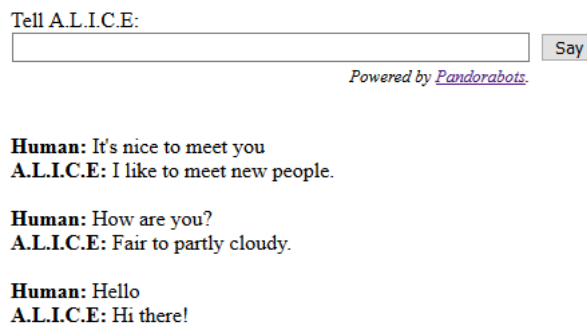 Tell A.L.I.C.E:
Say
Powered by Pandorabots.
Human: It's nice to meet you
A.L.I.C.E: I like to meet new people.
Human: How are you?
A.L.I.C.E: Fair to partly cloudy.
Human: Hello
A.L.I.C.E: Hi there!